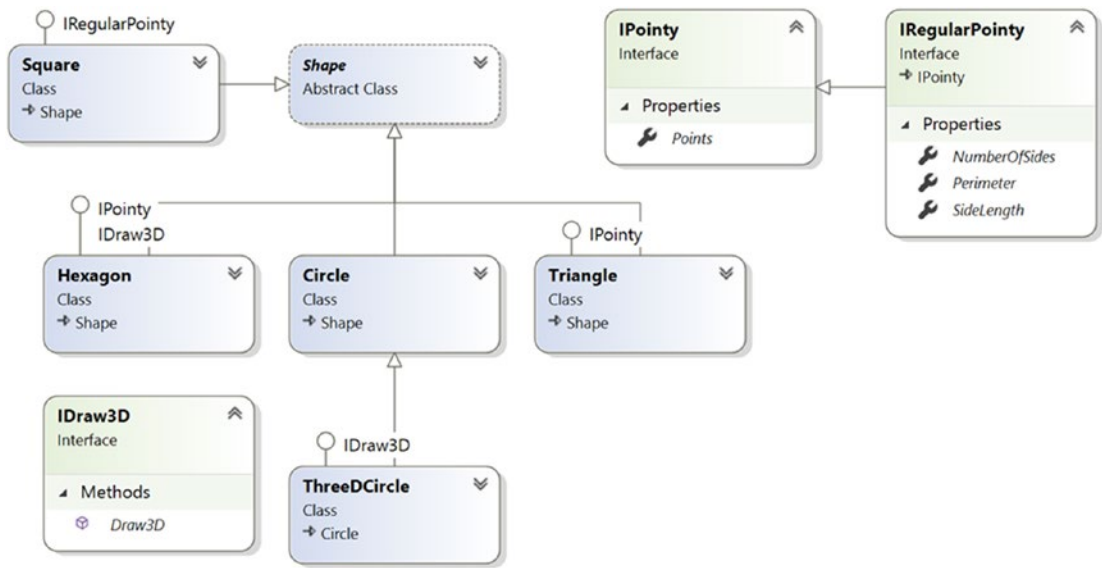 IRegularPointy
Square
Class
Shape
Shape
Abstract Class
IPointy
Interface
Properties
Points
IRegularPointy
Interface
IPointy
Properties
NumberOfSides
Perimeter
SideLength
IPointy
IDraw3D
Hexagon
Class
Shape
Circle
Class
Shape
IPointy
Triangle
Class
Shape
IDraw3D
Interface
Methods
Draw3D
IDraw3D
ThreeDCircle
Class
Circle